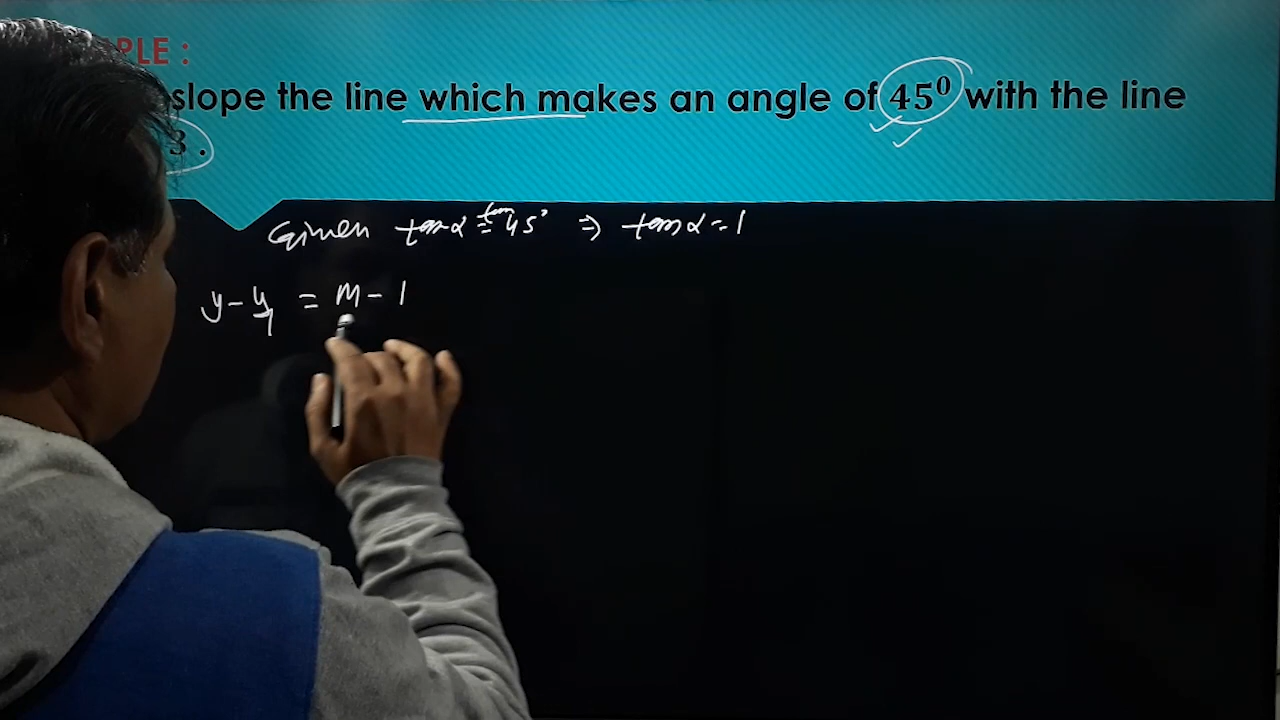 PLE :
slope the line which makes an angle of 45⁰ with the line
3 .
Given tanα = tan 45° ⇒ tanα = 1
y - y₁ = m - 1